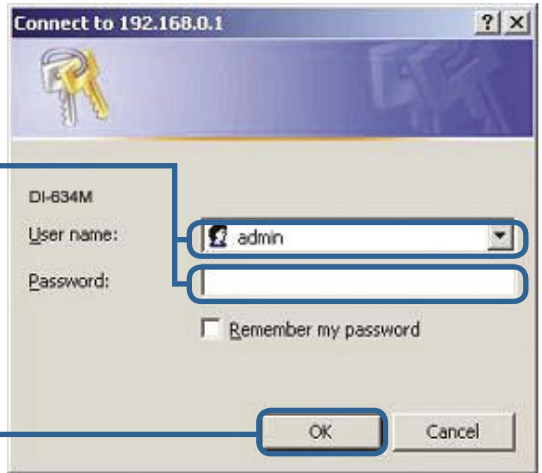 Connect to 192.168.0.1
DI-634M
User name:
admin
Password:
Remember my password
OK
Cancel